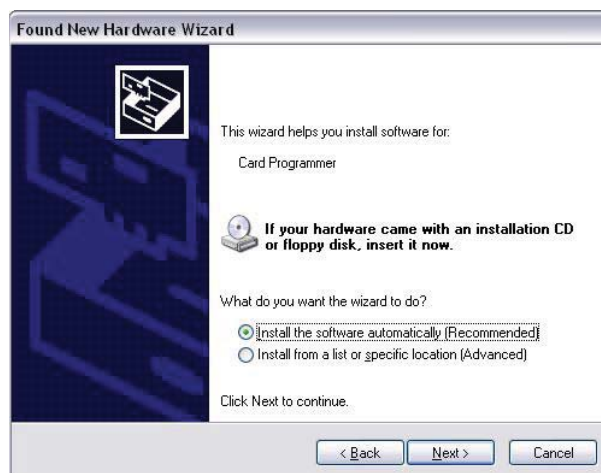 Found New Hardware Wizard
This wizard helps you install software for:
Card Programmer
If your hardware came with an installation CD
or floppy disk, insert it now.
What do you want the wizard to do?
Install the software automatically (Recommended)
Install from a list or specific location (Advanced)
Click Next to continue.
< Back Next > Cancel